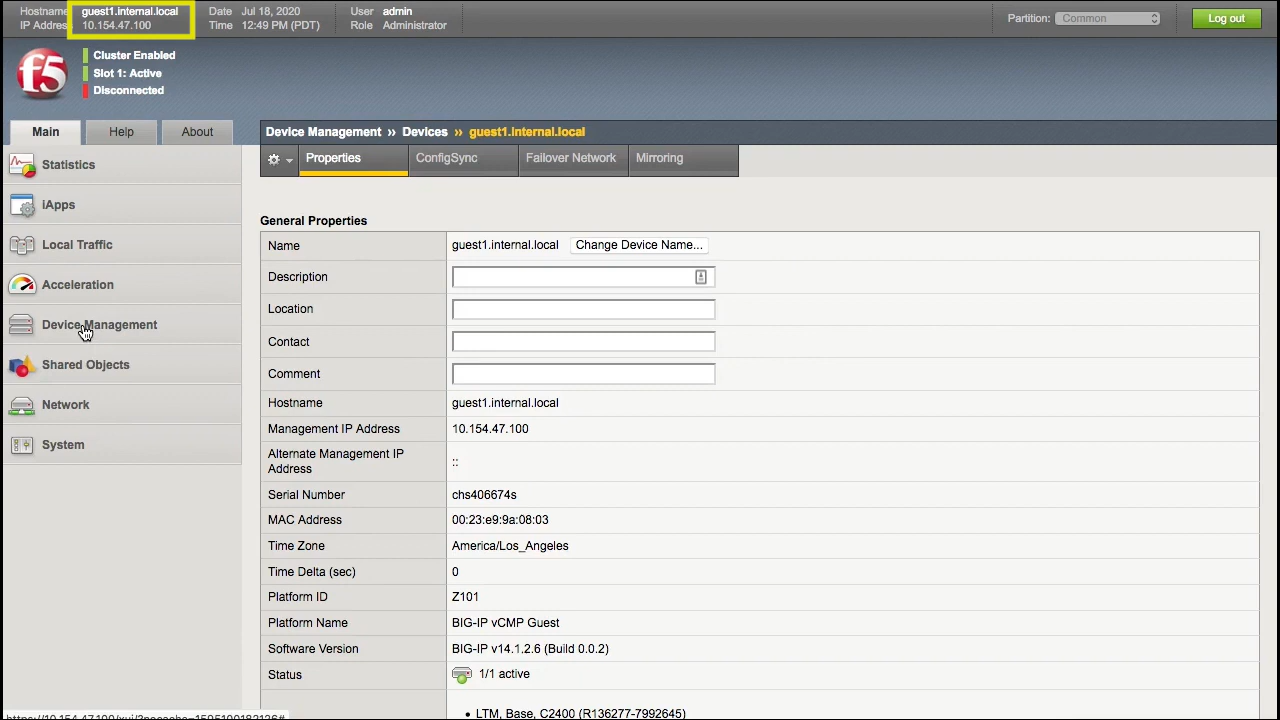 Hostname guest1.internal.local Date Jul 18, 2020 User admin
IP Address 10.154.47.100 Time 12:49 PM (PDT) Role Administrator
Partition: Common
Log out
f5
Cluster Enabled
Slot 1: Active
Disconnected
Main Help About
Device Management ›› Devices ›› guest1.internal.local
Properties ConfigSync Failover Network Mirroring
Statistics
iApps
Local Traffic
Acceleration
Device Management
Shared Objects
Network
System
General Properties
Name guest1.internal.local Change Device Name...
Description
Location
Contact
Comment
Hostname guest1.internal.local
Management IP Address 10.154.47.100
Alternate Management IP
Address ::
Serial Number chs406674s
MAC Address 00:23:e9:9a:08:03
Time Zone America/Los_Angeles
Time Delta (sec) 0
Platform ID Z101
Platform Name BIG-IP vCMP Guest
Software Version BIG-IP v14.1.2.6 (Build 0.0.2)
Status 1/1 active
• LTM, Base, C2400 (R136277-7992645)